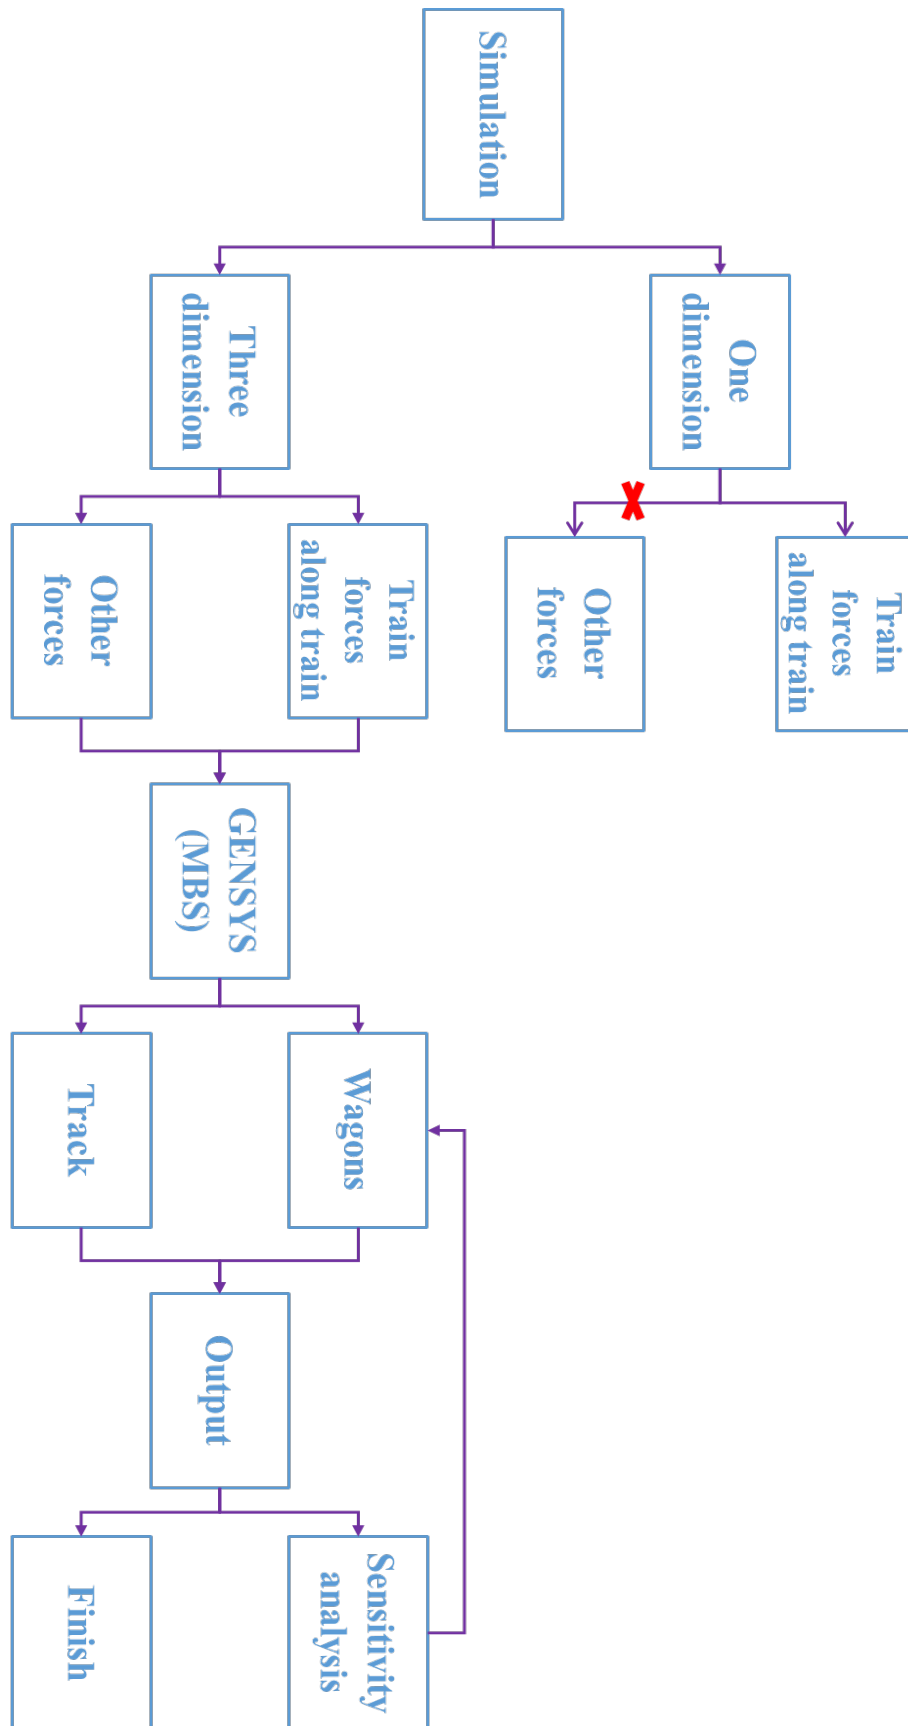 Simulation
One
dimension
Three
dimension
Train
forces
along train
Other
forces
Train
forces
along train
Other
forces
GENSYS
(MBS)
Wagons
Track
Output
Sensitivity
analysis
Finish